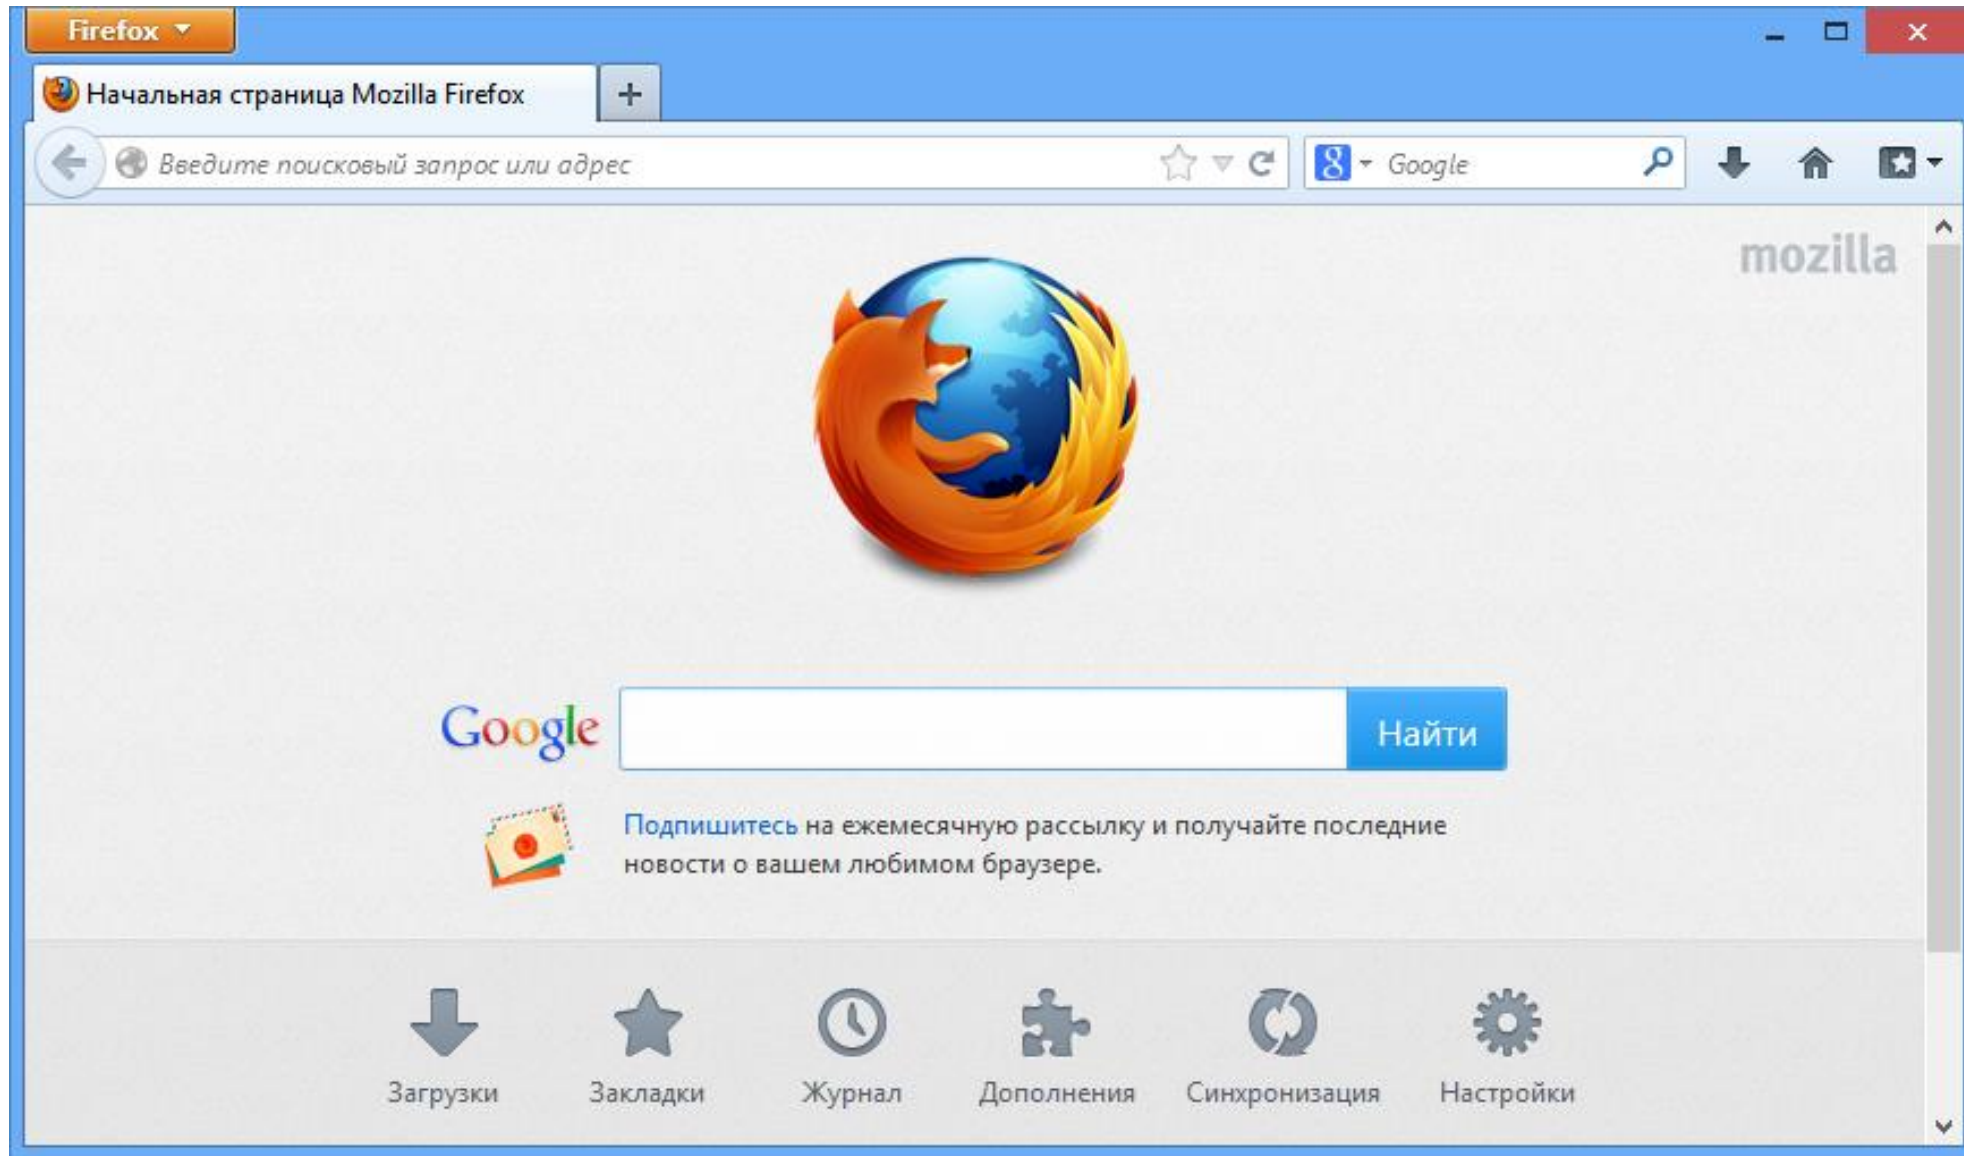 Firefox
Начальная страница Mozilla Firefox
Введите поисковый запрос или адрес
8 Google
mozilla
Google
Найти
Подпишитесь на ежемесячную рассылку и получайте последние
новости о вашем любимом браузере.
Загрузки Закладки Журнал Дополнения Синхронизация Настройки